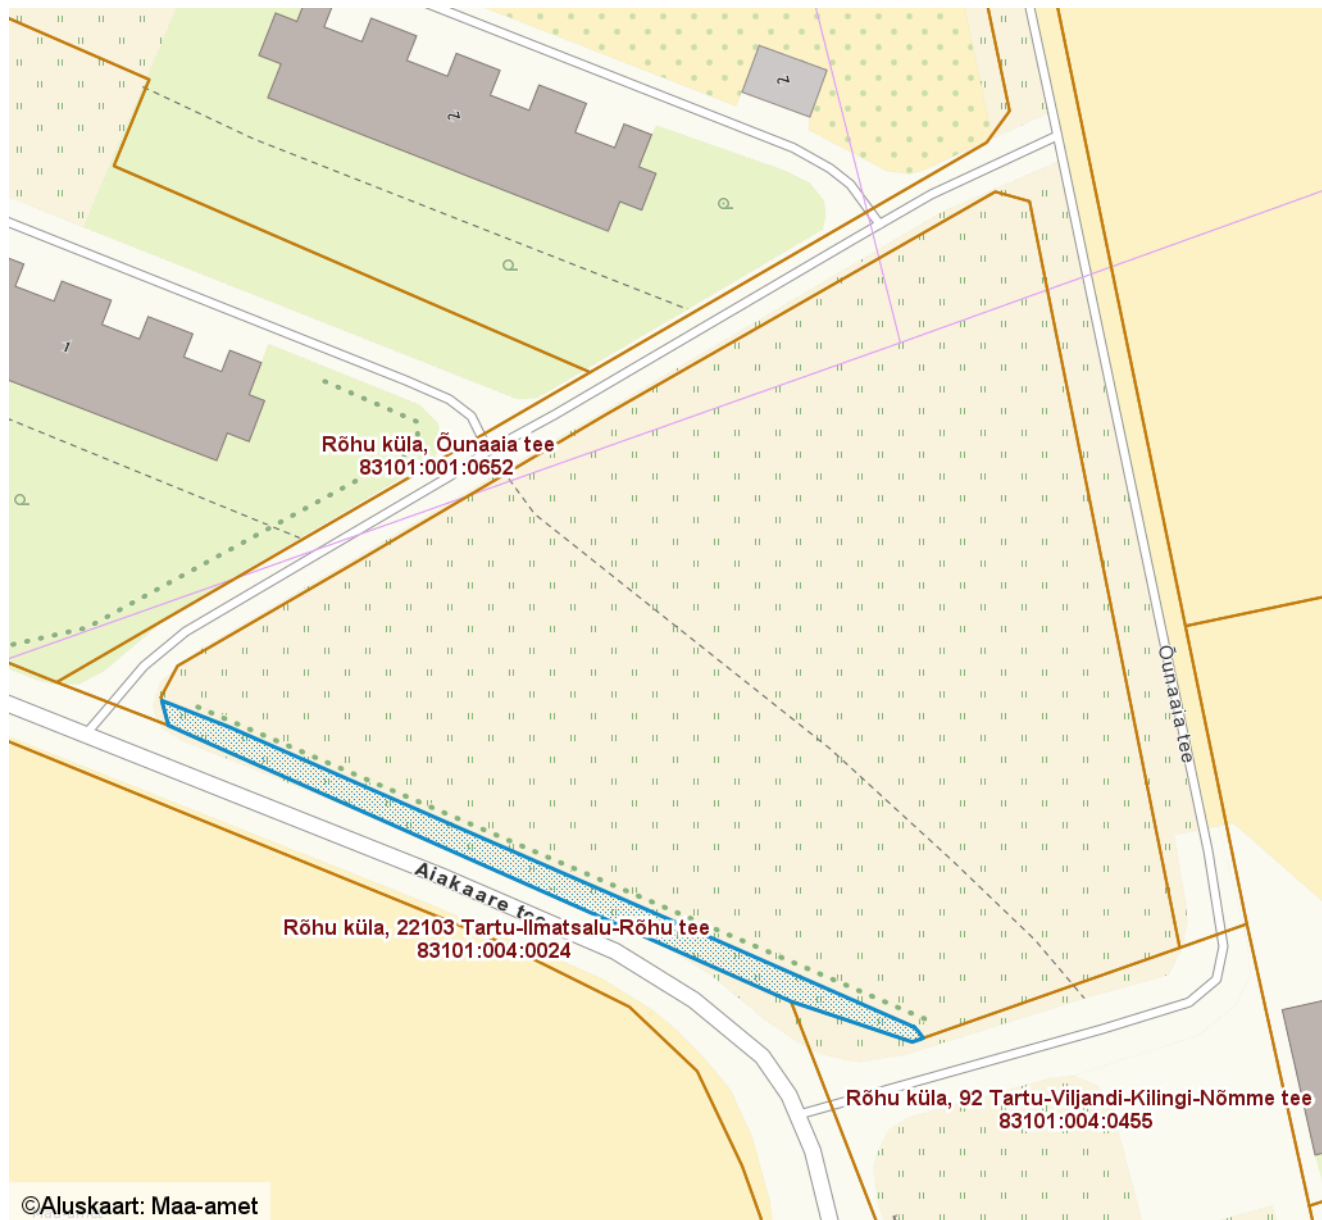 Rõhu küla, Õunaaia tee
83101:001:0652
Õunaaia tee
Aiakaare tee
Rõhu küla, 22103 Tartu-Ilmatsalu-Rõhu tee
83101:004:0024
Rõhu küla, 92 Tartu-Viljandi-Kilingi-Nõmme tee
83101:004:0455
1
©Aluskaart: Maa-amet